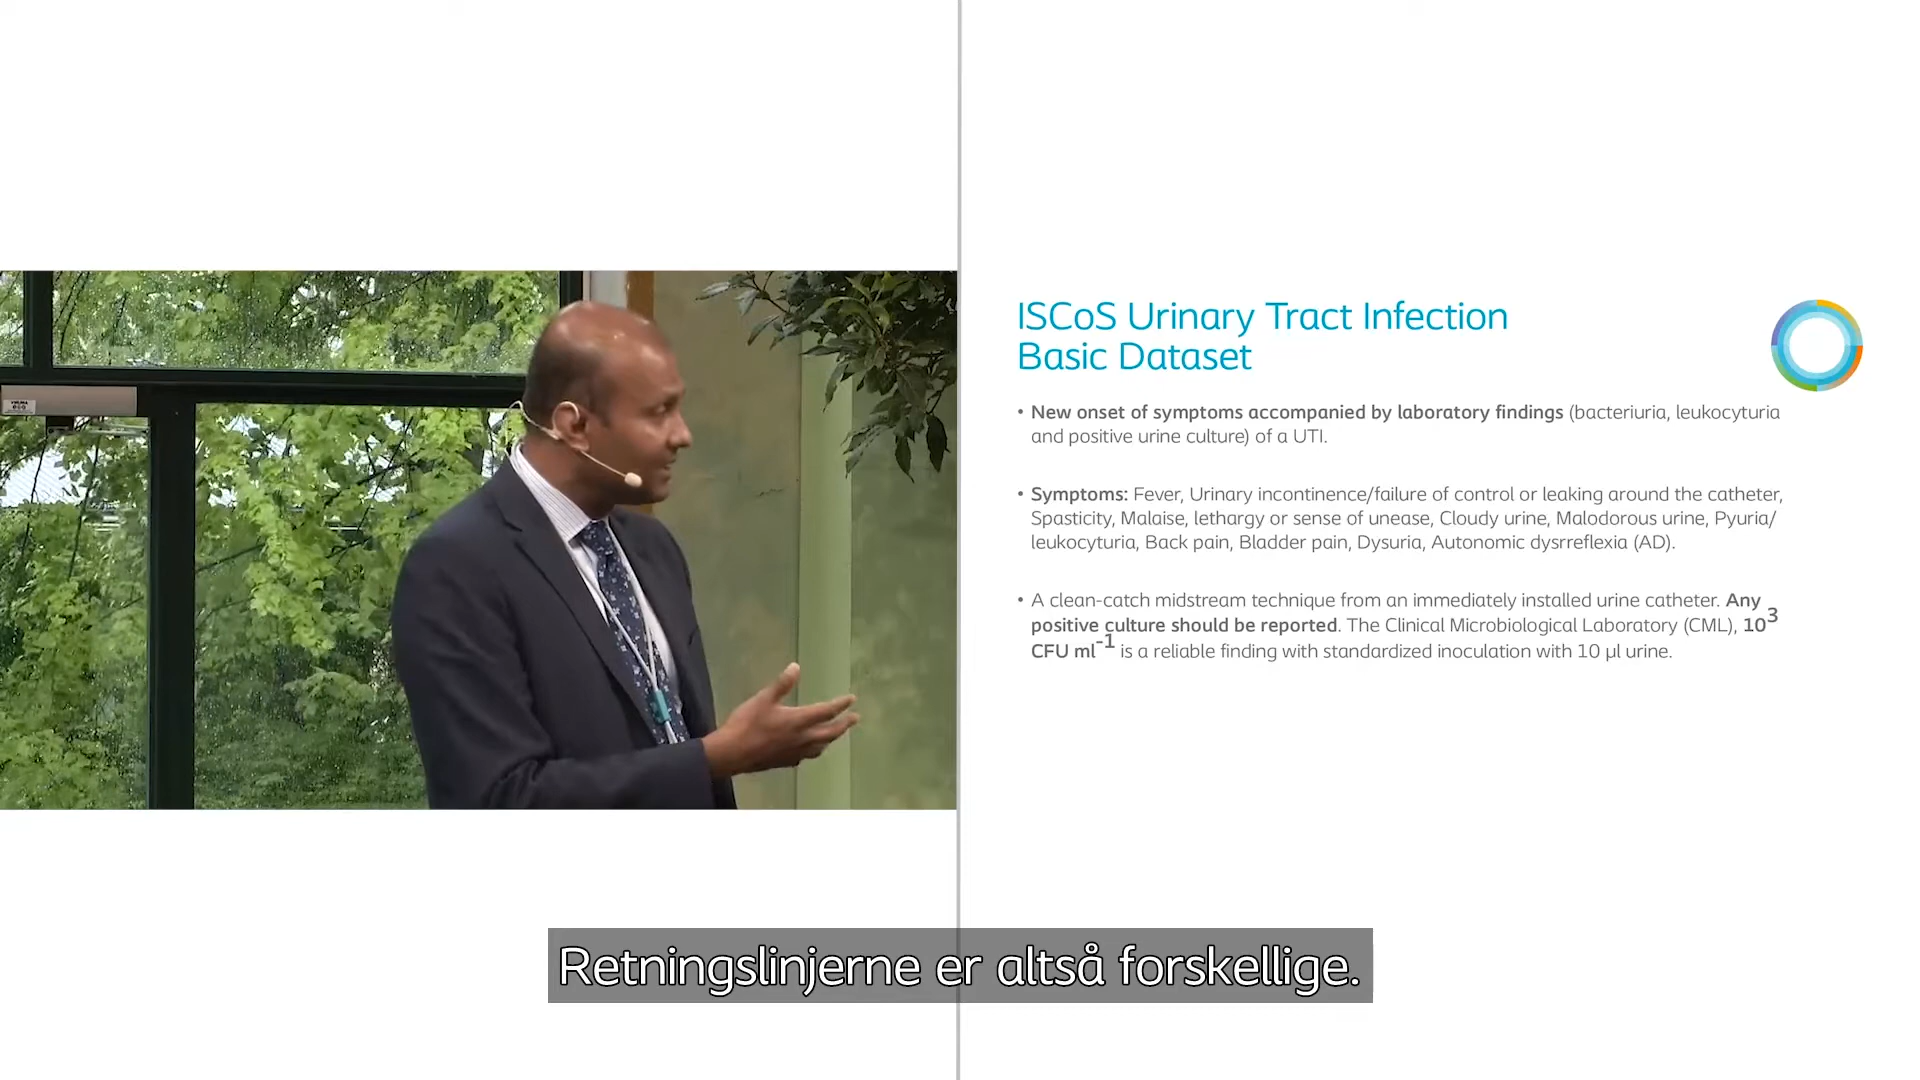 ISCoS Urinary Tract Infection
Basic Dataset
• New onset of symptoms accompanied by laboratory findings (bacteriuria, leukocyturia
and positive urine culture) of a UTI.
• Symptoms: Fever, Urinary incontinence/failure of control or leaking around the catheter,
Spasticity, Malaise, lethargy or sense of unease, Cloudy urine, Malodorous urine, Pyuria/
leukocyturia, Back pain, Bladder pain, Dysuria, Autonomic dysrreflexia (AD).
• A clean-catch midstream technique from an immediately installed urine catheter. Any
positive culture should be reported. The Clinical Microbiological Laboratory (CML), 10³
CFU ml⁻¹ is a reliable finding with standardized inoculation with 10 µl urine.
Retningslinjerne er altså forskellige.